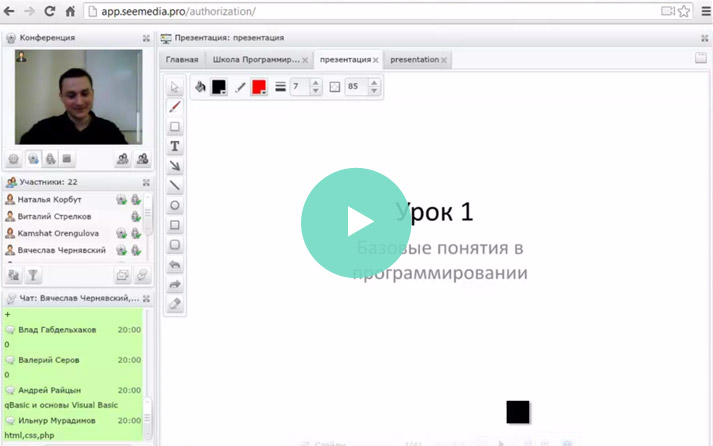 app.seemedia.pro/authorization/
Конференция
Презентация: презентация
Главная
Школа Программир...
презентация
presentation
7
85
Участники: 22
Наталья Корбут
Виталий Стрелков
Kamshat Orengulova
Вячеслав Чернявский
Урок 1
Базовые понятия в
программировании
Чат: Вячеслав Чернявский,...
+
Влад Габдельхаков 20:00
0
Валерий Серов 20:00
0
Андрей Райцын 20:00
qBasic и основы Visual Basic
Ильнур Мурадимов 20:00
html,css,php